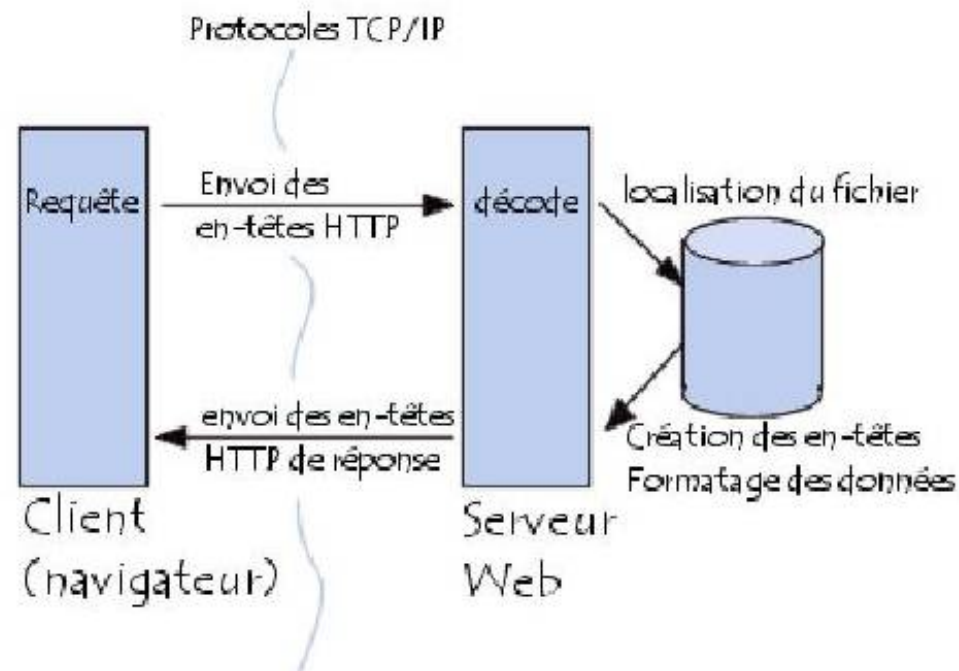 Protocoles TCP/IP
Requête
Envoi des
en-têtes HTTP
décode
localisation du fichier
envoi des en-têtes
HTTP de réponse
Création des en-têtes
Formatage des données
Client
(navigateur)
Serveur
Web